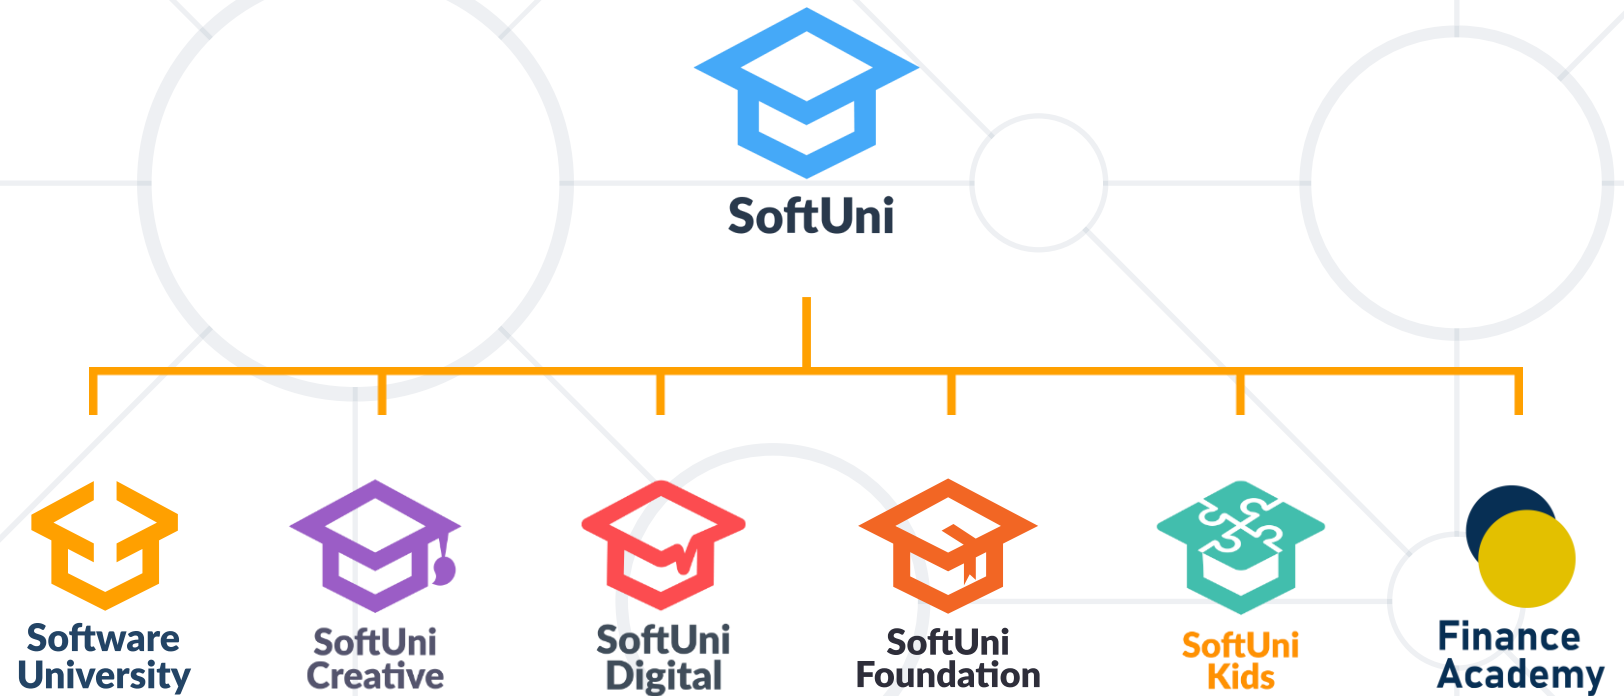 SoftUni
Software
University
SoftUni
Creative
SoftUni
Digital
SoftUni
Foundation
SoftUni
Kids
Finance
Academy